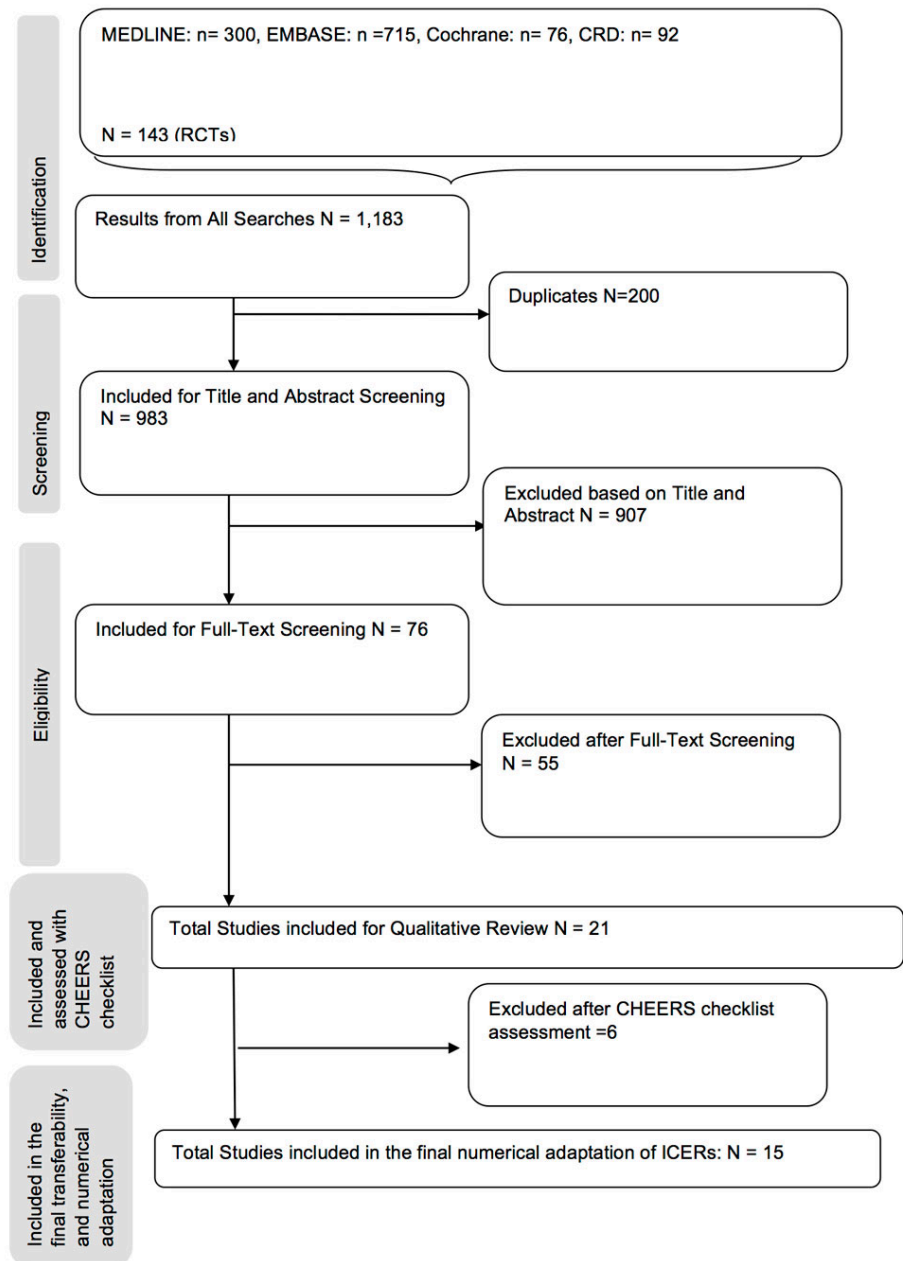 MEDLINE: n= 300, EMBASE: n =715, Cochrane: n= 76, CRD: n= 92
N = 143 (RCTs)
Identification
Results from All Searches N = 1,183
Duplicates N=200
Screening
Included for Title and Abstract Screening
N = 983
Excluded based on Title and
Abstract N = 907
Eligibility
Included for Full-Text Screening N = 76
Excluded after Full-Text Screening
N = 55
Included and
assessed with
CHEERS
checklist
Total Studies included for Qualitative Review N = 21
Excluded after CHEERS checklist
assessment =6
Included in the
final transferability,
and numerical
adaptation
Total Studies included in the final numerical adaptation of ICERs: N = 15